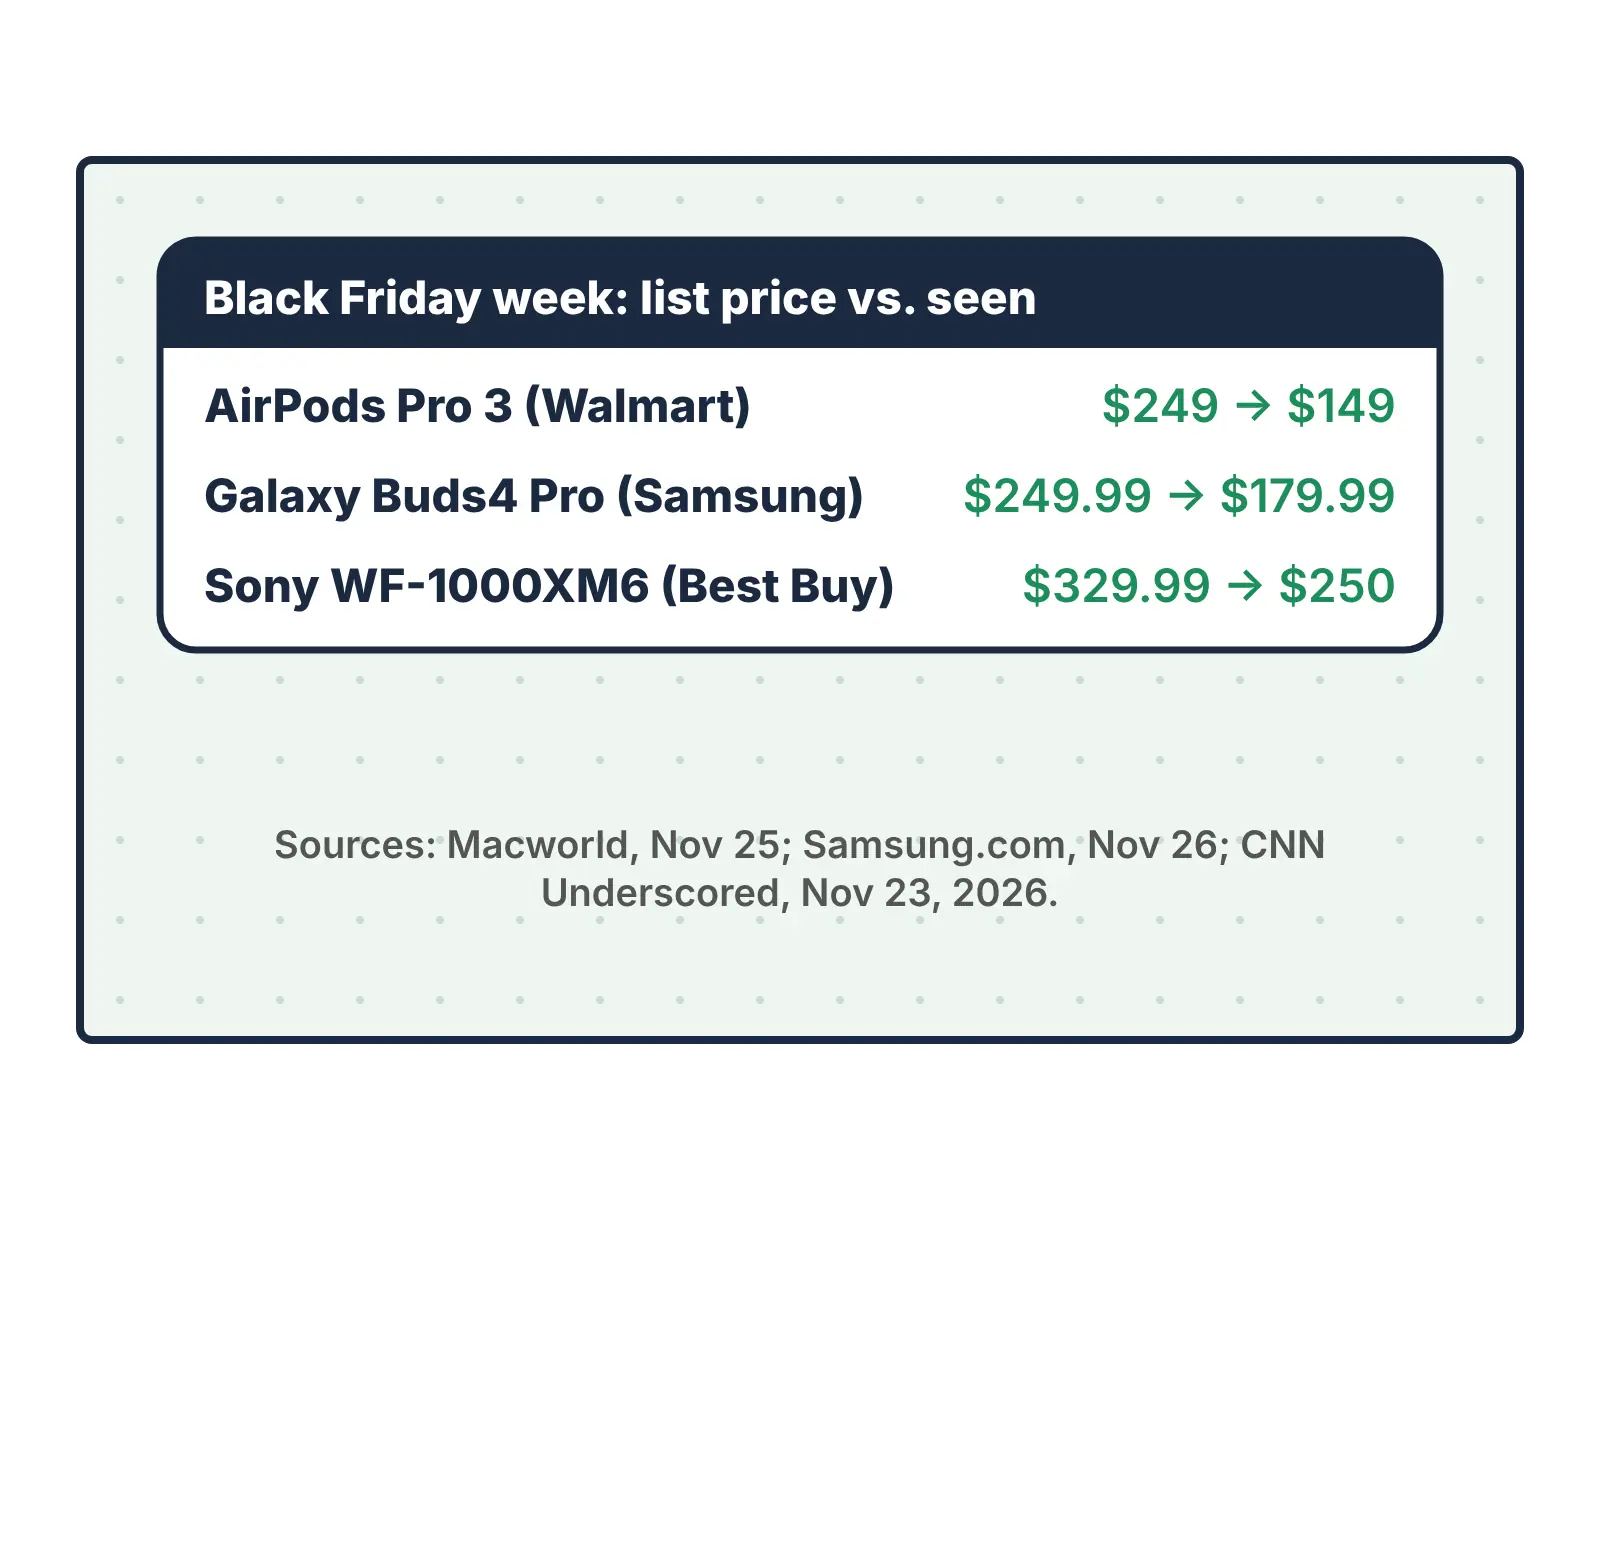 Black Friday week: list price vs. seen
AirPods Pro 3 (Walmart) $249 → $149
Galaxy Buds4 Pro (Samsung) $249.99 → $179.99
Sony WF-1000XM6 (Best Buy) $329.99 → $250
Sources: Macworld, Nov 25; Samsung.com, Nov 26; CNN
Underscored, Nov 23, 2026.